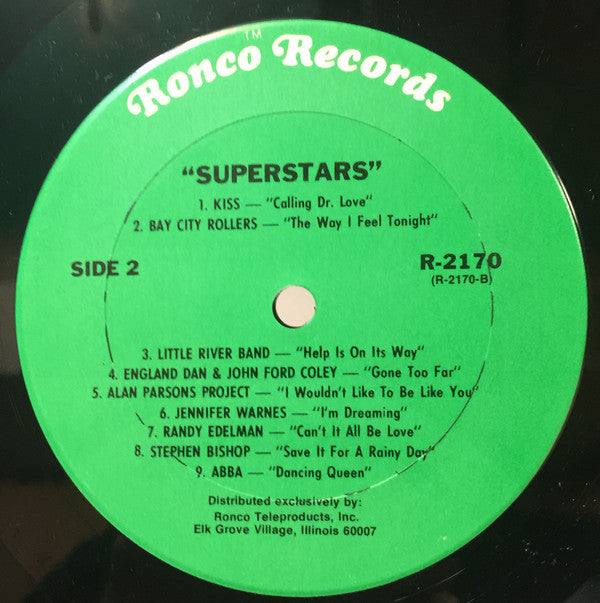 Ronco Records™
"SUPERSTARS"
1. KISS — "Calling Dr. Love"
2. BAY CITY ROLLERS — "The Way I Feel Tonight"
SIDE 2
R-2170
(R-2170-B)
3. LITTLE RIVER BAND — "Help Is On Its Way"
4. ENGLAND DAN & JOHN FORD COLEY — "Gone Too Far"
5. ALAN PARSONS PROJECT — "I Wouldn't Like To Be Like You"
6. JENNIFER WARNES — "I'm Dreaming"
7. RANDY EDELMAN — "Can't It All Be Love"
8. STEPHEN BISHOP — "Save It For A Rainy Day"
9. ABBA — "Dancing Queen"
Distributed exclusively by:
Ronco Teleproducts, Inc.
Elk Grove Village, Illinois 60007